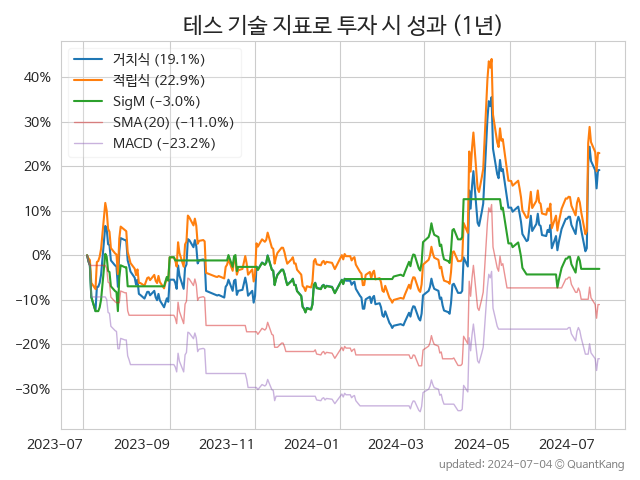 테스 기술 지표로 투자 시 성과 (1년)
거치식 (19.1%)
적립식 (22.9%)
SigM (−3.0%)
SMA(20) (−11.0%)
MACD (−23.2%)
40%
30%
20%
10%
0%
−10%
−20%
−30%
2023−07
2023−09
2023−11
2024−01
2024−03
2024−05
2024−07
updated: 2024-07-04 © QuantKang